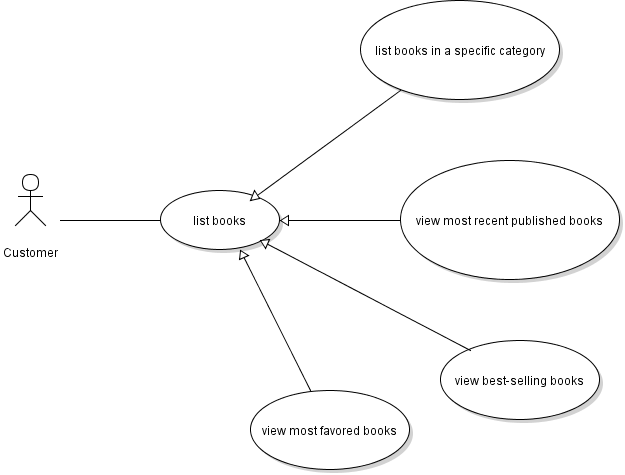 list books in a specific category
list books
view most recent published books
Customer
view best-selling books
view most favored books